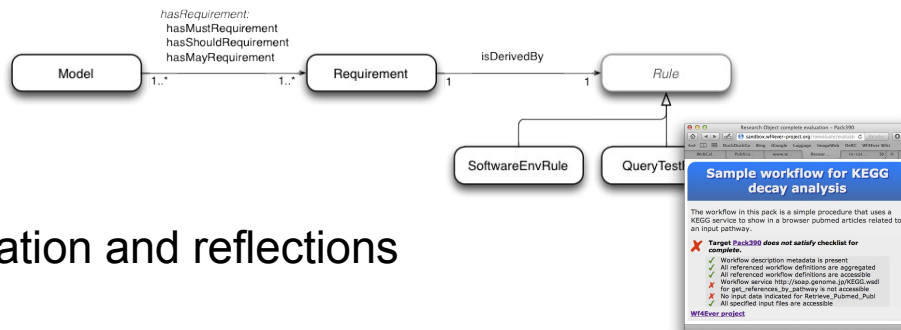 hasRequirement:
hasMustRequirement
hasShouldRequirement
hasMayRequirement
isDerivedBy
Model
1..*
1..*
Requirement
1
1
Rule
SoftwareEnvRule
QueryTest
ation and reflections
Research Object complete evaluation – Pack390
sandbox.wf4ever-project.org
Sample workflow for KEGG
decay analysis
The workflow in this pack is a simple procedure that uses a
KEGG service to show in a browser pubmed articles related to
an input pathway.
✗ Target Pack390 does not satisfy checklist for
complete.
✓ Workflow description metadata is present
✓ All referenced workflow definitions are aggregated
✓ All referenced workflow definitions are accessible
✗ Workflow service http://soap.genome.jp/KEGG.wsdl
for get_references_by_pathway is not accessible
✗ No input data indicated for Retrieve_Pubmed_Publ
✓ All specified input files are accessible
Wf4Ever project